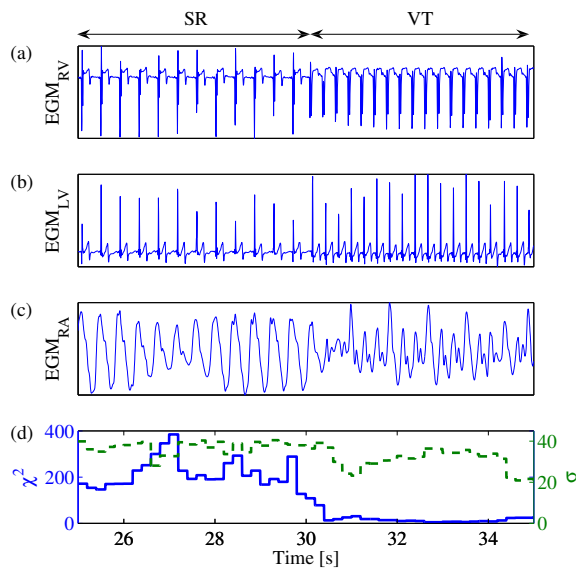 SR VT
(a)
EGM_RV
(b)
EGM_LV
(c)
EGM_RA
(d)
400 40
200 20
0 0
χ² σ
26 28 30 32 34
Time [s]